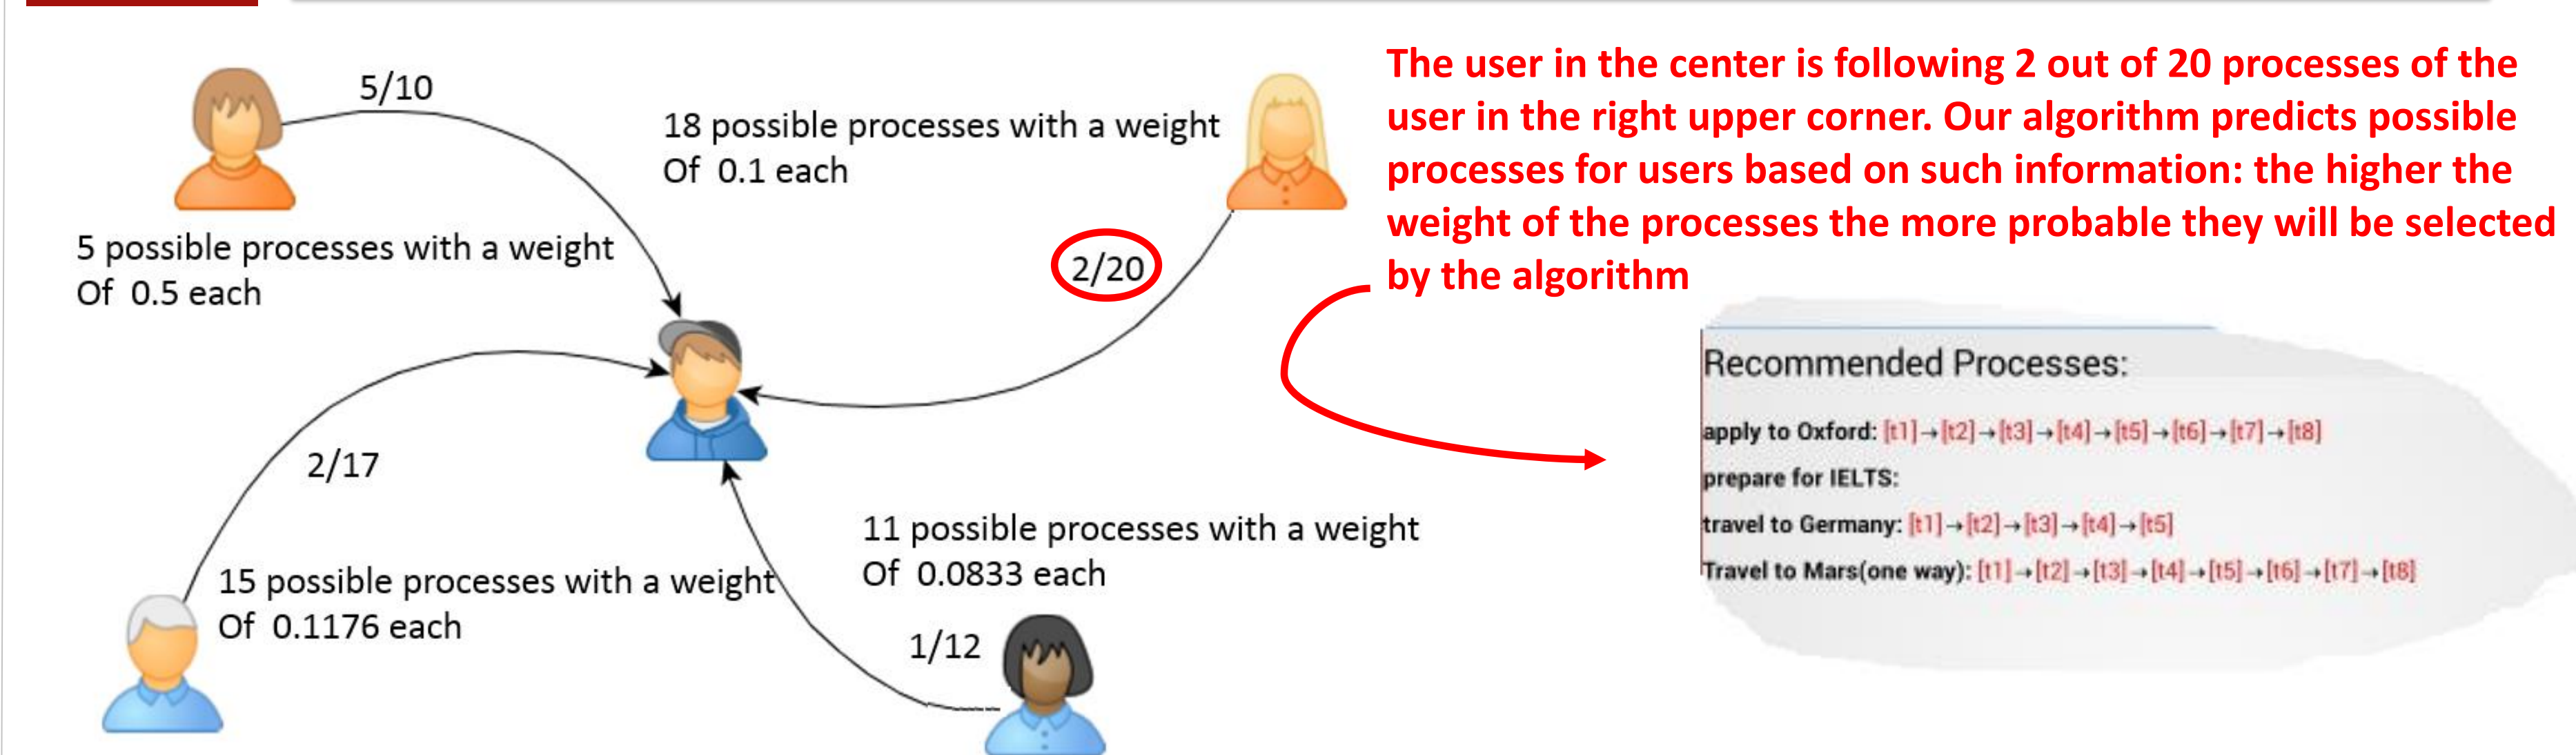 5/10
18 possible processes with a weight
Of 0.1 each
The user in the center is following 2 out of 20 processes of the
user in the right upper corner. Our algorithm predicts possible
processes for users based on such information: the higher the
weight of the processes the more probable they will be selected
by the algorithm
5 possible processes with a weight
Of 0.5 each
2/20
Recommended Processes:
apply to Oxford: [t1]→[t2]→[t3]→[t4]→[t5]→[t6]→[t7]→[t8]
prepare for IELTS:
travel to Germany: [t1]→[t2]→[t3]→[t4]→[t5]
Travel to Mars(one way): [t1]→[t2]→[t3]→[t4]→[t5]→[t6]→[t7]→[t8]
2/17
15 possible processes with a weight
Of 0.1176 each
11 possible processes with a weight
Of 0.0833 each
1/12